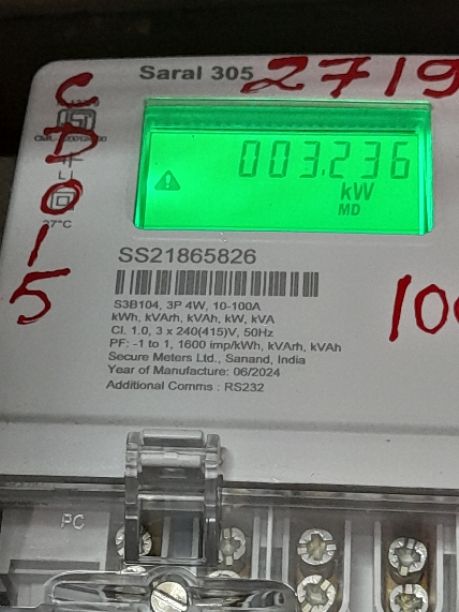 Saral 305
2719
C
D
0
1
5
003.236
kW
MD
27°C
SS21865826
S3B104, 3P 4W, 10-100A
kWh, kVArh, kVAh, kW, kVA
Cl. 1.0, 3 x 240(415)V, 50Hz
PF: -1 to 1, 1600 imp/kWh, kVArh, kVAh
Secure Meters Ltd., Sanand, India
Year of Manufacture: 06/2024
Additional Comms : RS232
PC